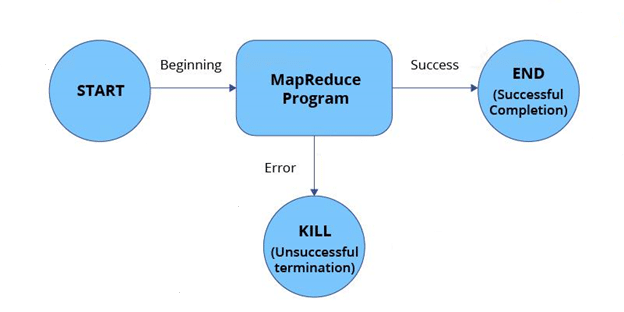 START
Beginning
MapReduce
Program
Success
END
(Successful
Completion)
Error
KILL
(Unsuccessful
termination)